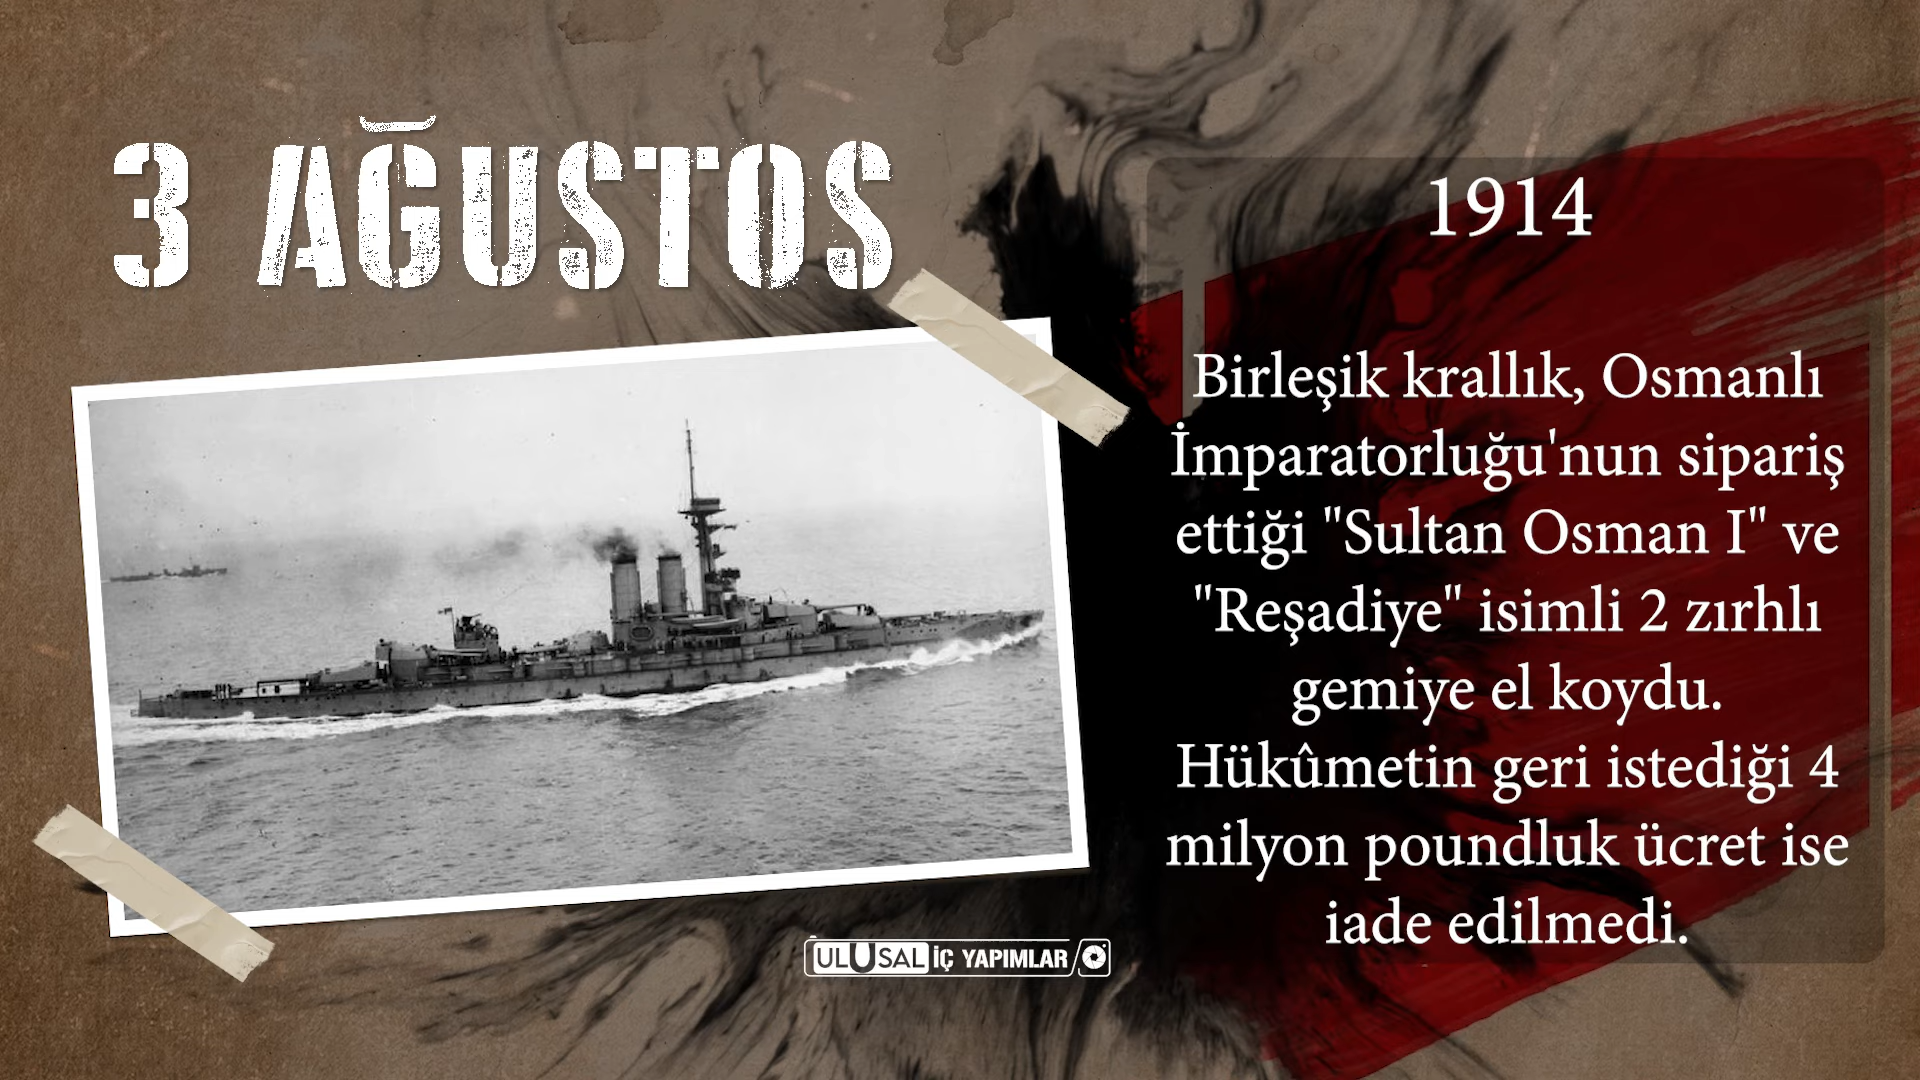 3 AĞUSTOS
1914
Birleşik krallık, Osmanlı
İmparatorluğu'nun sipariş
ettiği "Sultan Osman I" ve
"Reşadiye" isimli 2 zırhlı
gemiye el koydu.
Hükûmetin geri istediği 4
milyon poundluk ücret ise
iade edilmedi.
ULUSAL İÇ YAPIMLAR